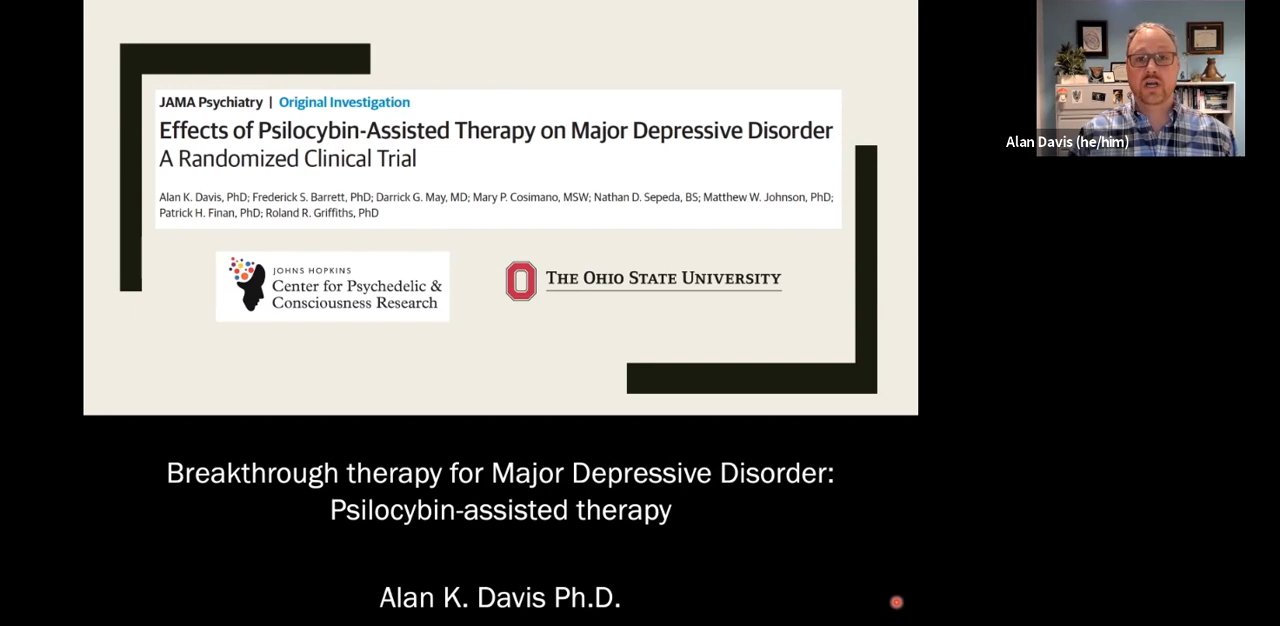 JAMA Psychiatry | Original Investigation
Effects of Psilocybin-Assisted Therapy on Major Depressive Disorder
A Randomized Clinical Trial
Alan K. Davis, PhD; Frederick S. Barrett, PhD; Darrick G. May, MD; Mary P. Cosimano, MSW; Nathan D. Sepeda, BS; Matthew W. Johnson, PhD;
Patrick H. Finan, PhD; Roland R. Griffiths, PhD
JOHNS HOPKINS
Center for Psychedelic &
Consciousness Research
THE OHIO STATE UNIVERSITY
Breakthrough therapy for Major Depressive Disorder:
Psilocybin-assisted therapy
Alan K. Davis Ph.D.
Alan Davis (he/him)